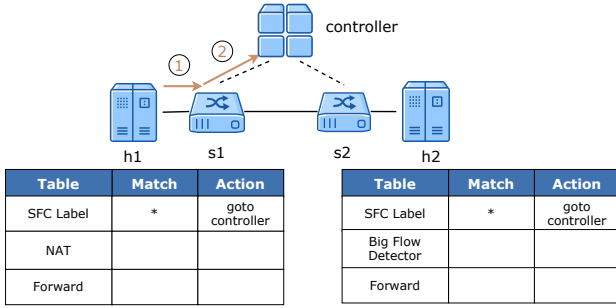 controller
1
2
h1
s1
s2
h2
Table Match Action
SFC Label * goto
controller
NAT
Forward
Table Match Action
SFC Label * goto
controller
Big Flow
Detector
Forward